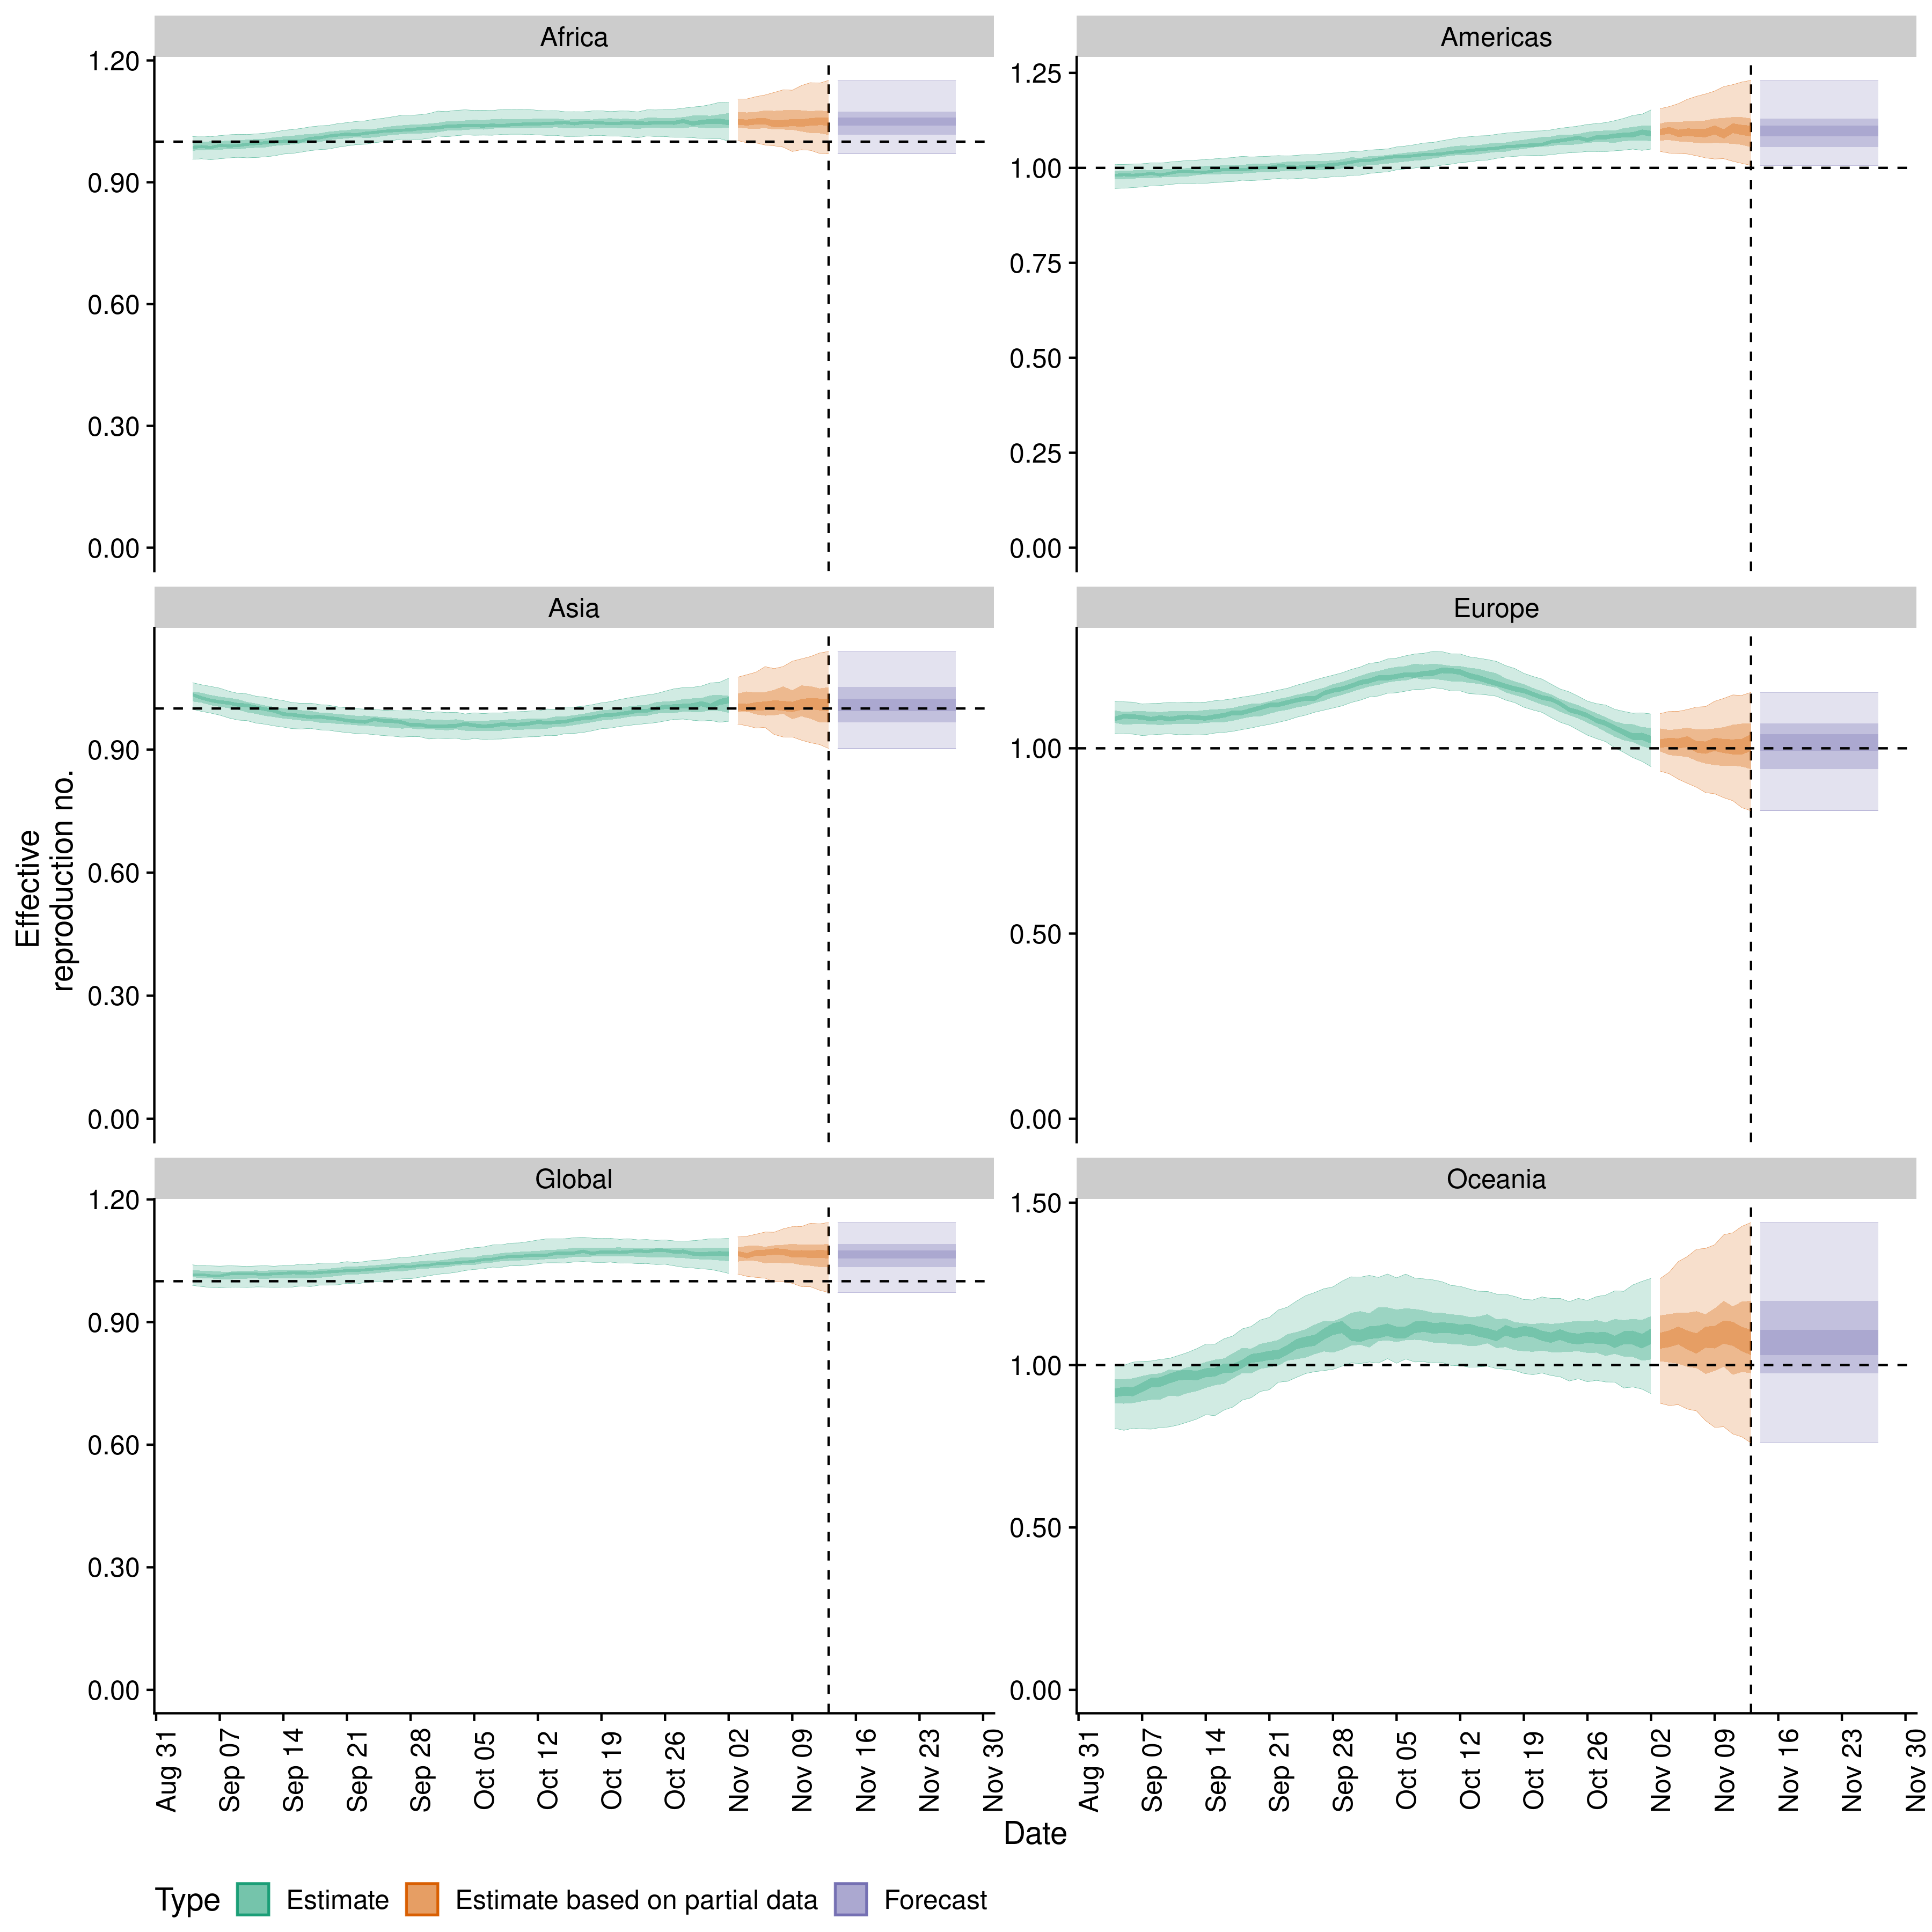 Africa
Americas
1.20
0.90
0.60
0.30
0.00
1.25
1.00
0.75
0.50
0.25
0.00
Asia
Europe
0.90
0.60
0.30
0.00
1.00
0.50
0.00
Effective
reproduction no.
Global
Oceania
1.20
0.90
0.60
0.30
0.00
1.50
1.00
0.50
0.00
Aug 31
Sep 07
Sep 14
Sep 21
Sep 28
Oct 05
Oct 12
Oct 19
Oct 26
Nov 02
Nov 09
Nov 16
Nov 23
Nov 30
Aug 31
Sep 07
Sep 14
Sep 21
Sep 28
Oct 05
Oct 12
Oct 19
Oct 26
Nov 02
Nov 09
Nov 16
Nov 23
Nov 30
Date
Type Estimate Estimate based on partial data Forecast